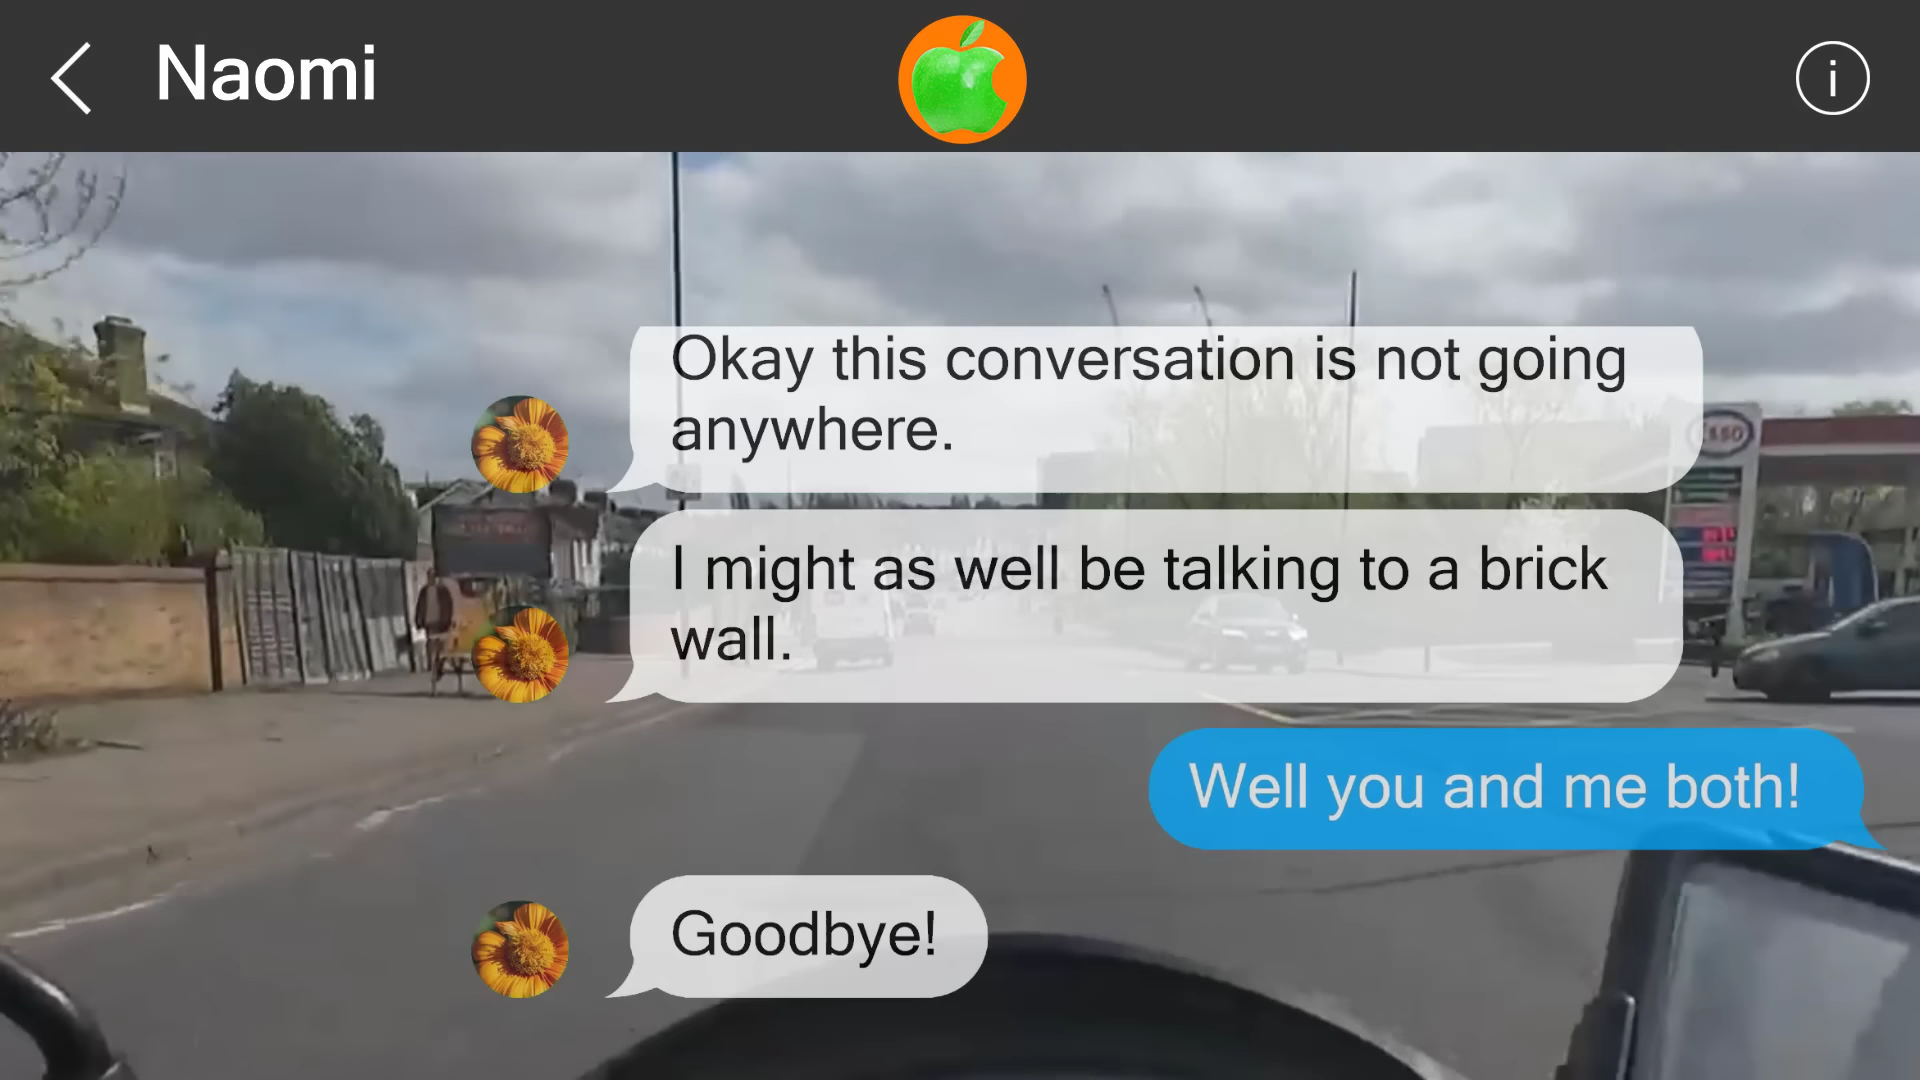 Naomi
Okay this conversation is not going
anywhere.
I might as well be talking to a brick
wall.
Well you and me both!
Goodbye!